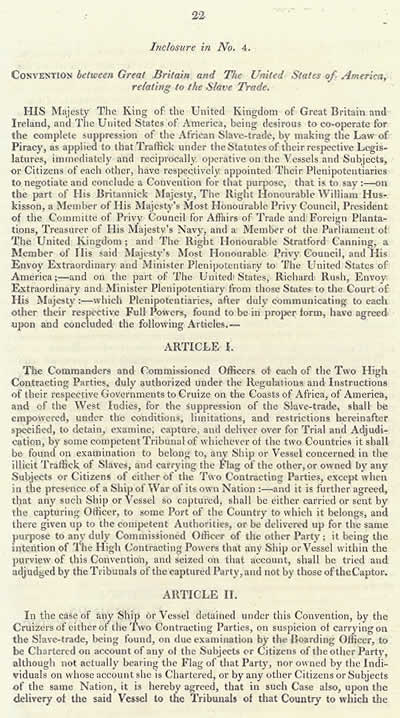 22
Inclosure in No. 4.
CONVENTION between Great Britain and The United States of America,
relating to the Slave Trade.
HIS Majesty The King of the United Kingdom of Great Britain and
Ireland, and The United States of America, being desirous to co-operate for
the complete suppression of the African Slave-trade, by making the Law of
Piracy, as applied to that Traffick under the Statutes of their respective Legis-
latures, immediately and reciprocally operative on the Vessels and Subjects,
or Citizens of each other, have respectively appointed Their Plenipotentiaries
to negotiate and conclude a Convention for that purpose, that is to say:—on
the part of His Britannick Majesty, The Right Honourable William Hus-
kisson, a Member of His Majesty's Most Honourable Privy Council, President
of the Committe of Privy Council for Affairs of Trade and Foreign Planta-
tions, Treasurer of His Majesty's Navy, and a Member of the Parliament of
The United Kingdom; and The Right Honourable Stratford Canning, a
Member of His said Majesty's Most Honourable Privy Council, and His
Envoy Extraordinary and Minister Plenipotentiary to The United States of
America;—and on the part of The United States, Richard Rush, Envoy
Extraordinary and Minister Plenipotentiary from those States to the Court of
His Majesty:—which Plenipotentiaries, after duly communicating to each
other their respective Full Powers, found to be in proper form, have agreed
upon and concluded the following Articles.—
ARTICLE I.
The Commanders and Commissioned Officers of each of the Two High
Contracting Parties, duly authorized under the Regulations and Instructions
of their respective Governments to Cruize on the Coasts of Africa, of America,
and of the West Indies, for the suppression of the Slave-trade, shall be
empowered, under the conditions, limitations, and restrictions hereinafter
specified, to detain, examine, capture, and deliver over for Trial and Adjudi-
cation, by some competent Tribunal of whichever of the two Countries it shall
be found on examination to belong to, any Ship or Vessel concerned in the
illicit Traffick of Slaves, and carrying the Flag of the other, or owned by any
Subjects or Citizens of either of the Two Contracting Parties, except when
in the presence of a Ship of War of its own Nation:—and it is further agreed,
that any such Ship or Vessel so captured, shall be either carried or sent by
the capturing Officer, to some Port of the Country to which it belongs, and
there given up to the competent Authorities, or be delivered up for the same
purpose to any duly Commissioned Officer of the other Party; it being the
intention of The High Contracting Powers that any Ship or Vessel within the
purview of this Convention, and seized on that account, shall be tried and
adjudged by the Tribunals of the captured Party, and not by those of the Captor.
ARTICLE II.
In the case of any Ship or Vessel detained under this Convention, by the
Cruizers of either of the Two Contracting Parties, on suspicion of carrying on
the Slave-trade, being found, on due examination by the Boarding Officer, to
be Chartered on account of any of the Subjects or Citizens of the other Party,
although not actually bearing the Flag of that Party, nor owned by the Indi-
viduals on whose account she is Chartered, or by any other Citizens or Subjects
of the same Nation, it is hereby agreed, that in such Case also, upon the
delivery of the said Vessel to the Tribunals of that Country to which the